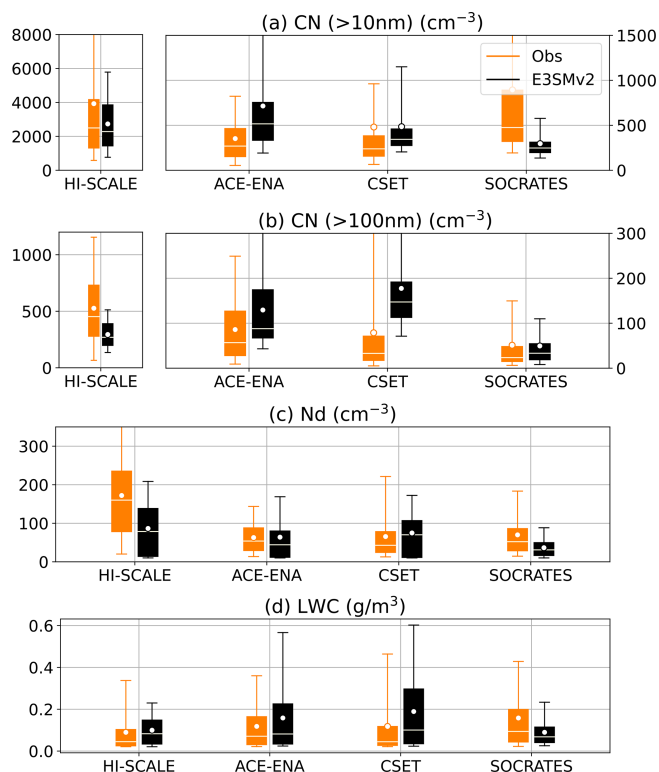 (a) CN (>10nm) (cm⁻³)
8000
6000
4000
2000
0
HI-SCALE
1500
1000
500
0
Obs
E3SMv2
ACE-ENA CSET SOCRATES
(b) CN (>100nm) (cm⁻³)
1000
500
0
HI-SCALE
300
200
100
0
ACE-ENA CSET SOCRATES
(c) Nd (cm⁻³)
300
200
100
0
HI-SCALE ACE-ENA CSET SOCRATES
(d) LWC (g/m³)
0.6
0.4
0.2
0.0
HI-SCALE ACE-ENA CSET SOCRATES